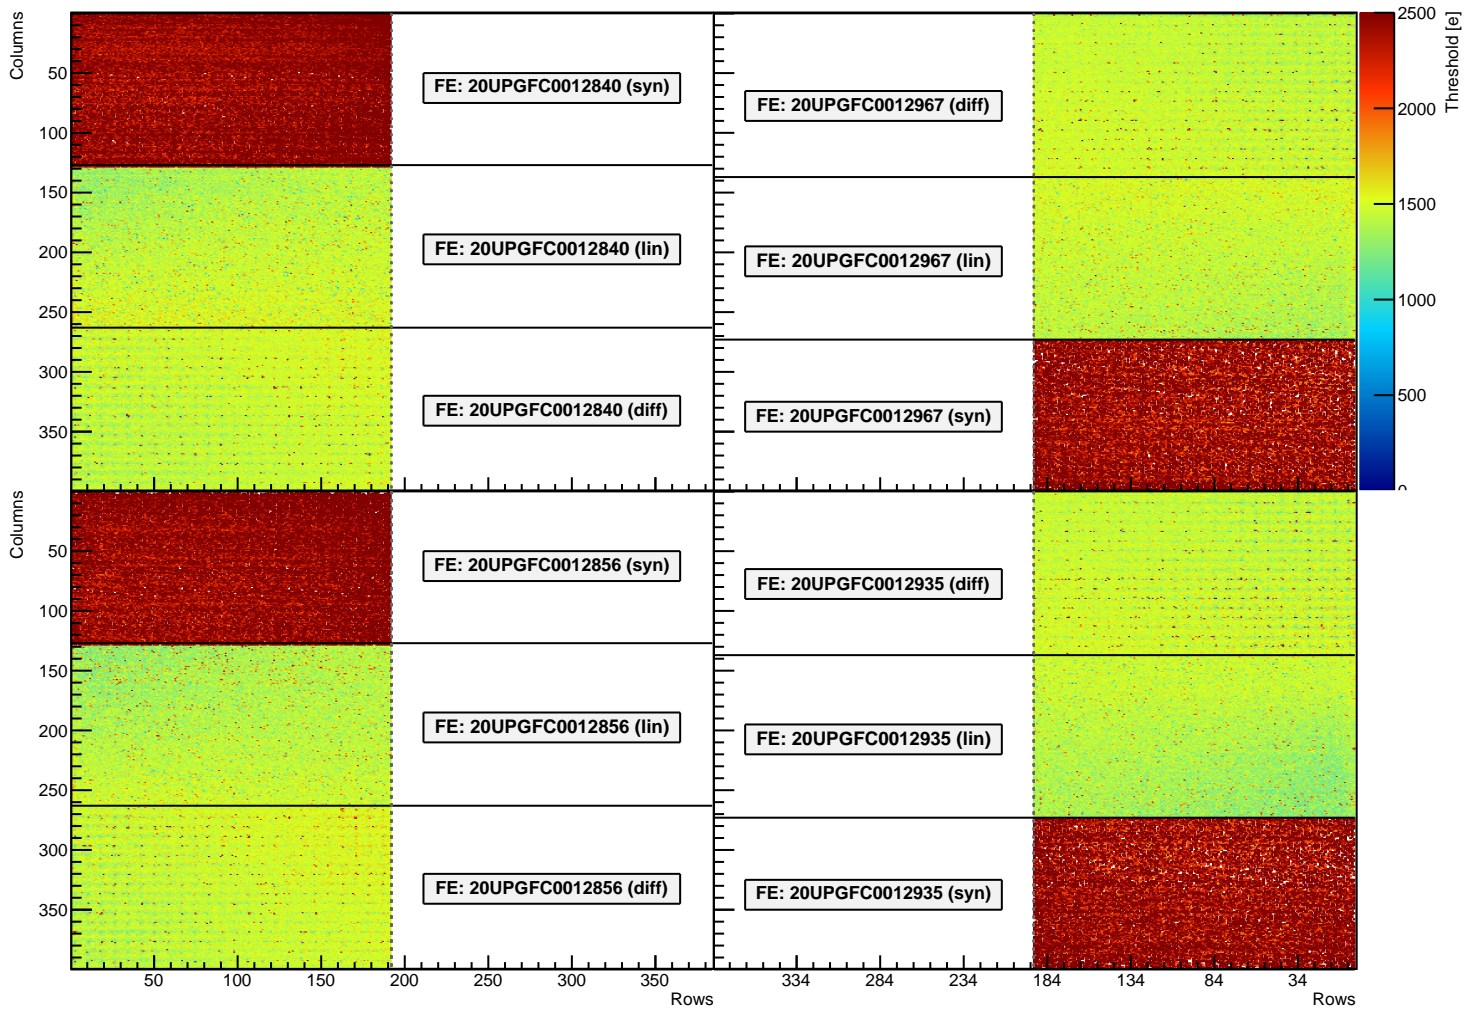 Columns
50
100
150
200
250
300
350
FE: 20UPGFC0012840 (syn)
FE: 20UPGFC0012840 (lin)
FE: 20UPGFC0012840 (diff)
FE: 20UPGFC0012967 (diff)
FE: 20UPGFC0012967 (lin)
FE: 20UPGFC0012967 (syn)
2500
2000
1500
1000
500
0
Threshold [e]
Columns
50
100
150
200
250
300
350
FE: 20UPGFC0012856 (syn)
FE: 20UPGFC0012856 (lin)
FE: 20UPGFC0012856 (diff)
FE: 20UPGFC0012935 (diff)
FE: 20UPGFC0012935 (lin)
FE: 20UPGFC0012935 (syn)
50 100 150 200 250 300 350
Rows
334 284 234 184 134 84 34
Rows